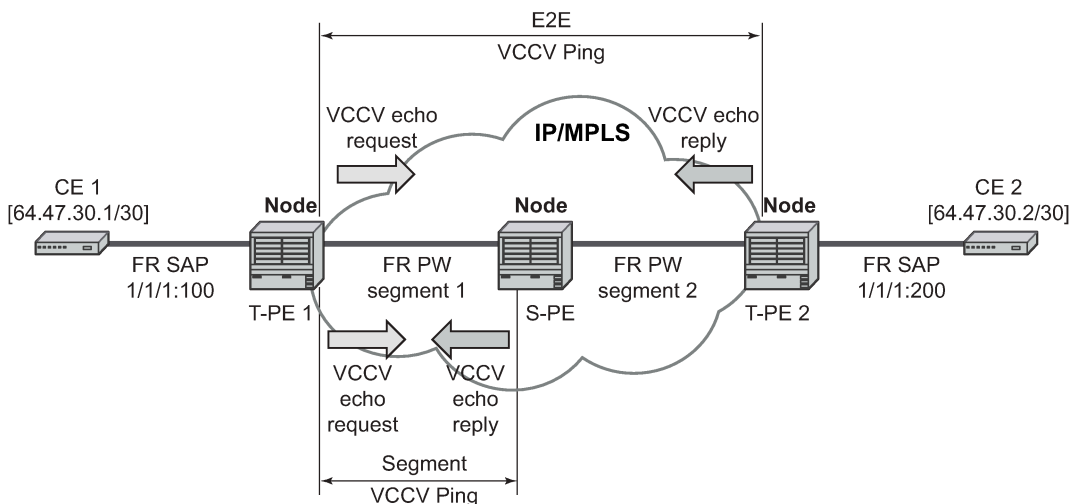 E2E
VCCV Ping
VCCV echo
request
IP/MPLS
VCCV echo
reply
CE 1
[64.47.30.1/30]
Node
Node
Node
CE 2
[64.47.30.2/30]
FR SAP
1/1/1:100
T-PE 1
FR PW
segment 1
S-PE
FR PW
segment 2
T-PE 2
FR SAP
1/1/1:200
VCCV
echo
request
VCCV
echo
reply
Segment
VCCV Ping